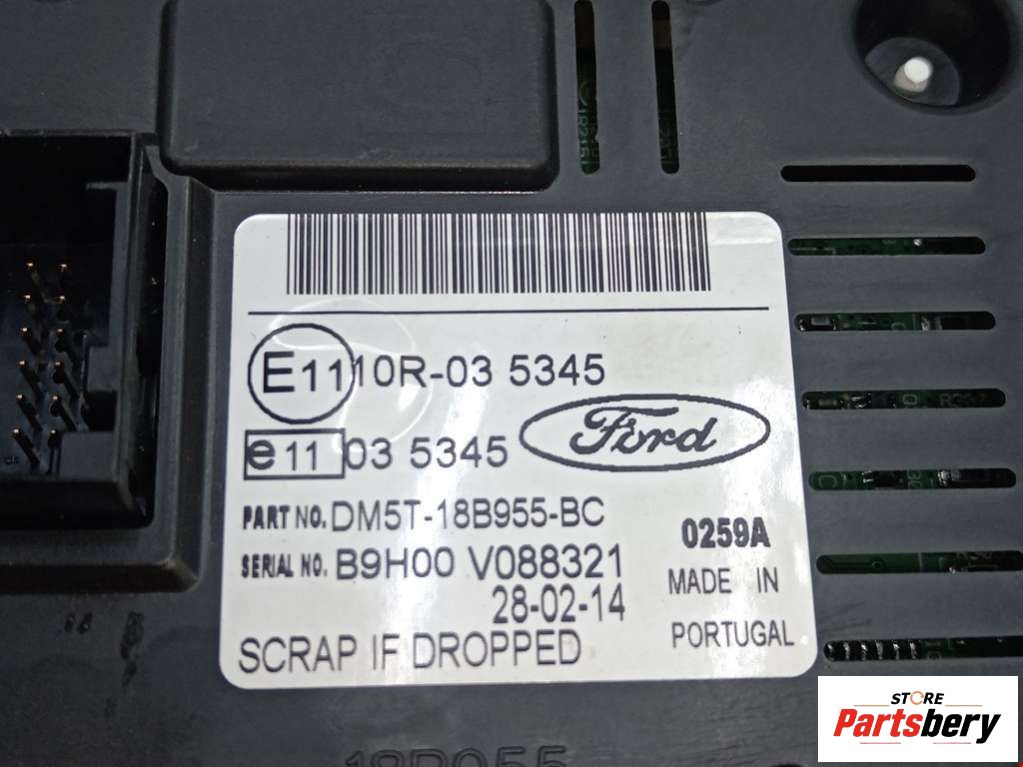 E11 10R-03 5345
e11 03 5345
Ford
PART NO. DM5T-18B955-BC
0259A
SERIAL NO. B9H00 V088321
MADE IN
28-02-14
PORTUGAL
SCRAP IF DROPPED
STORE
Partsbery